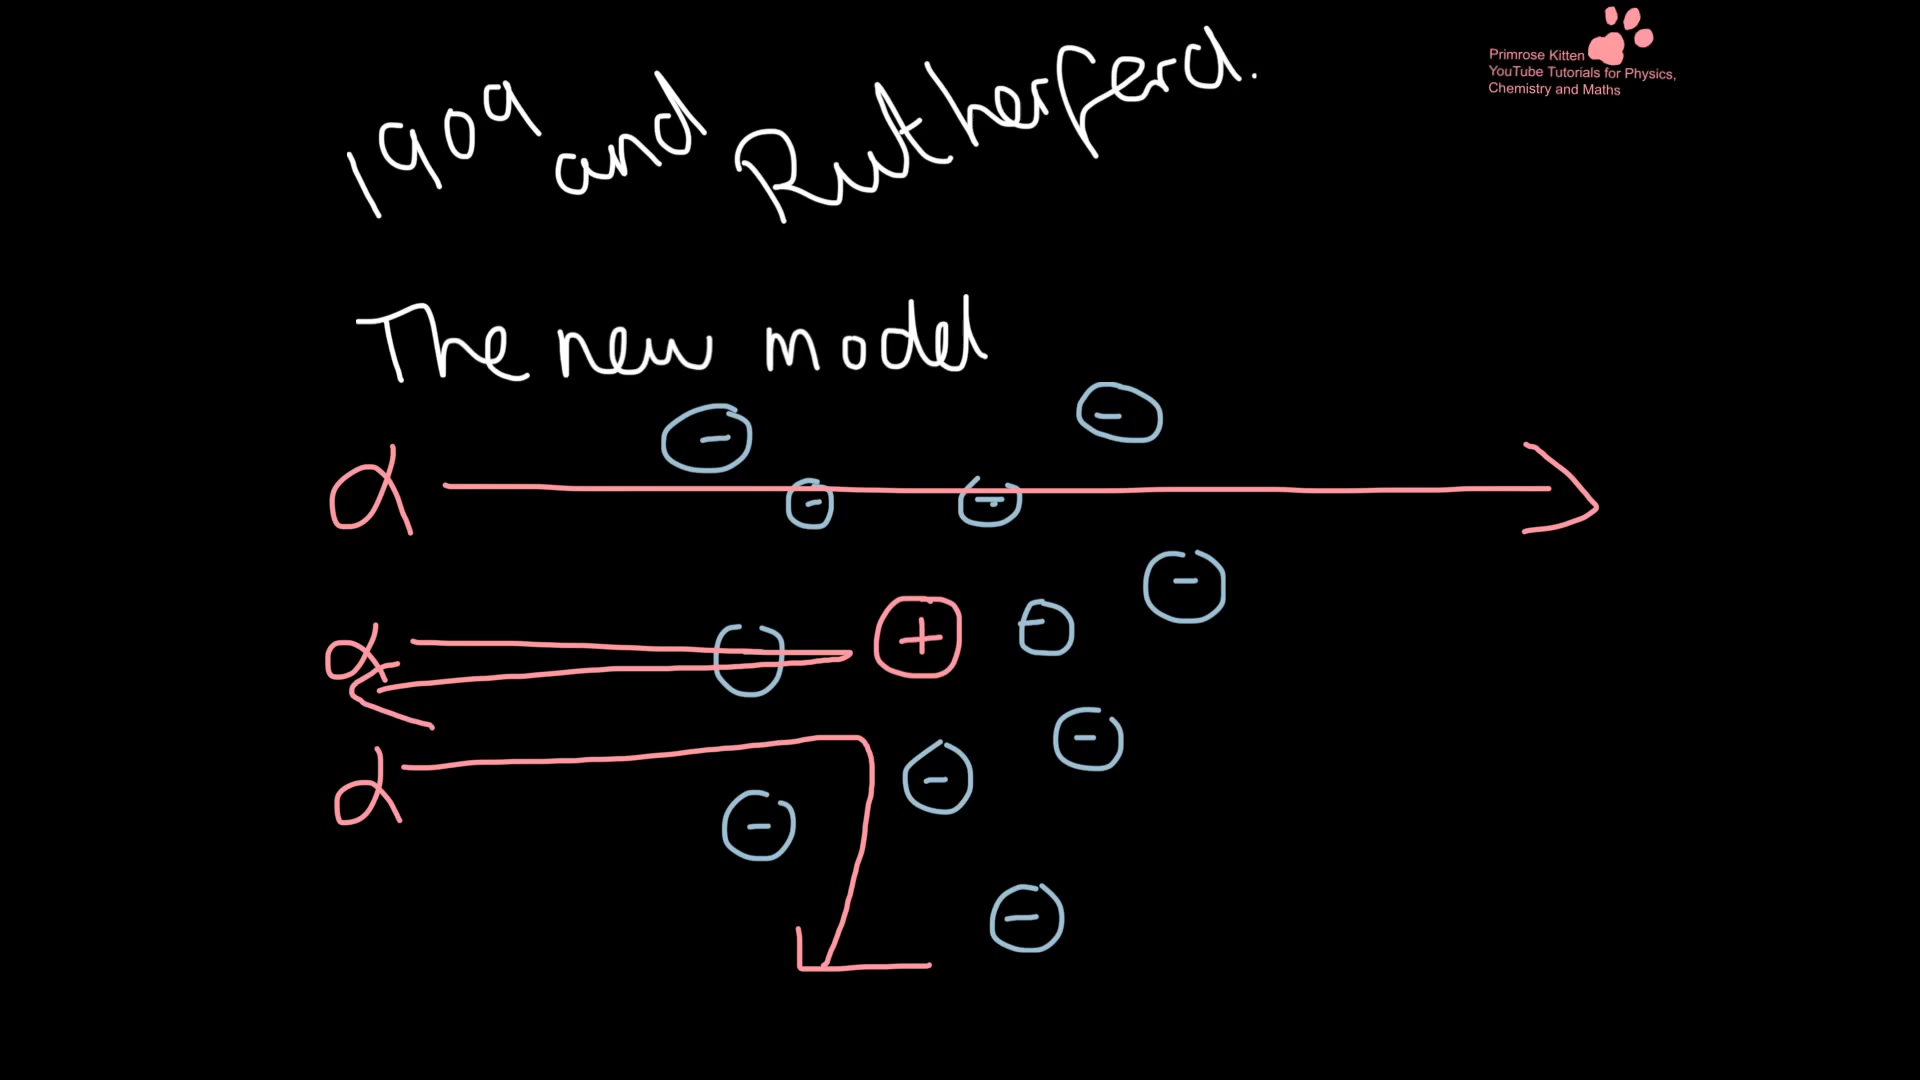 Primrose Kitten
YouTube Tutorials for Physics,
Chemistry and Maths
1909 and Rutherferd.
The new model
-
-
α
-
-
-
α
+
-
-
α
-
-
-